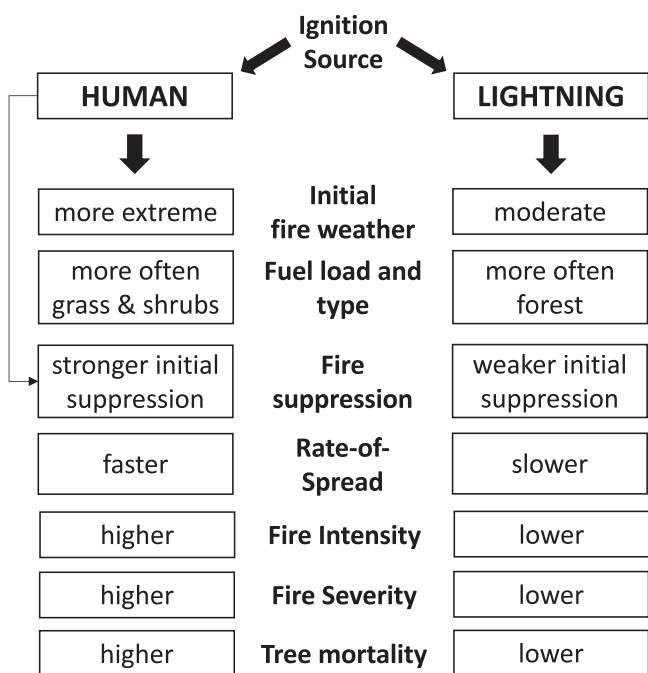 Ignition
Source
HUMAN
LIGHTNING
more extreme
Initial
fire weather
moderate
more often
grass & shrubs
Fuel load and
type
more often
forest
stronger initial
suppression
Fire
suppression
weaker initial
suppression
faster
Rate-of-
Spread
slower
higher
Fire Intensity
lower
higher
Fire Severity
lower
higher
Tree mortality
lower